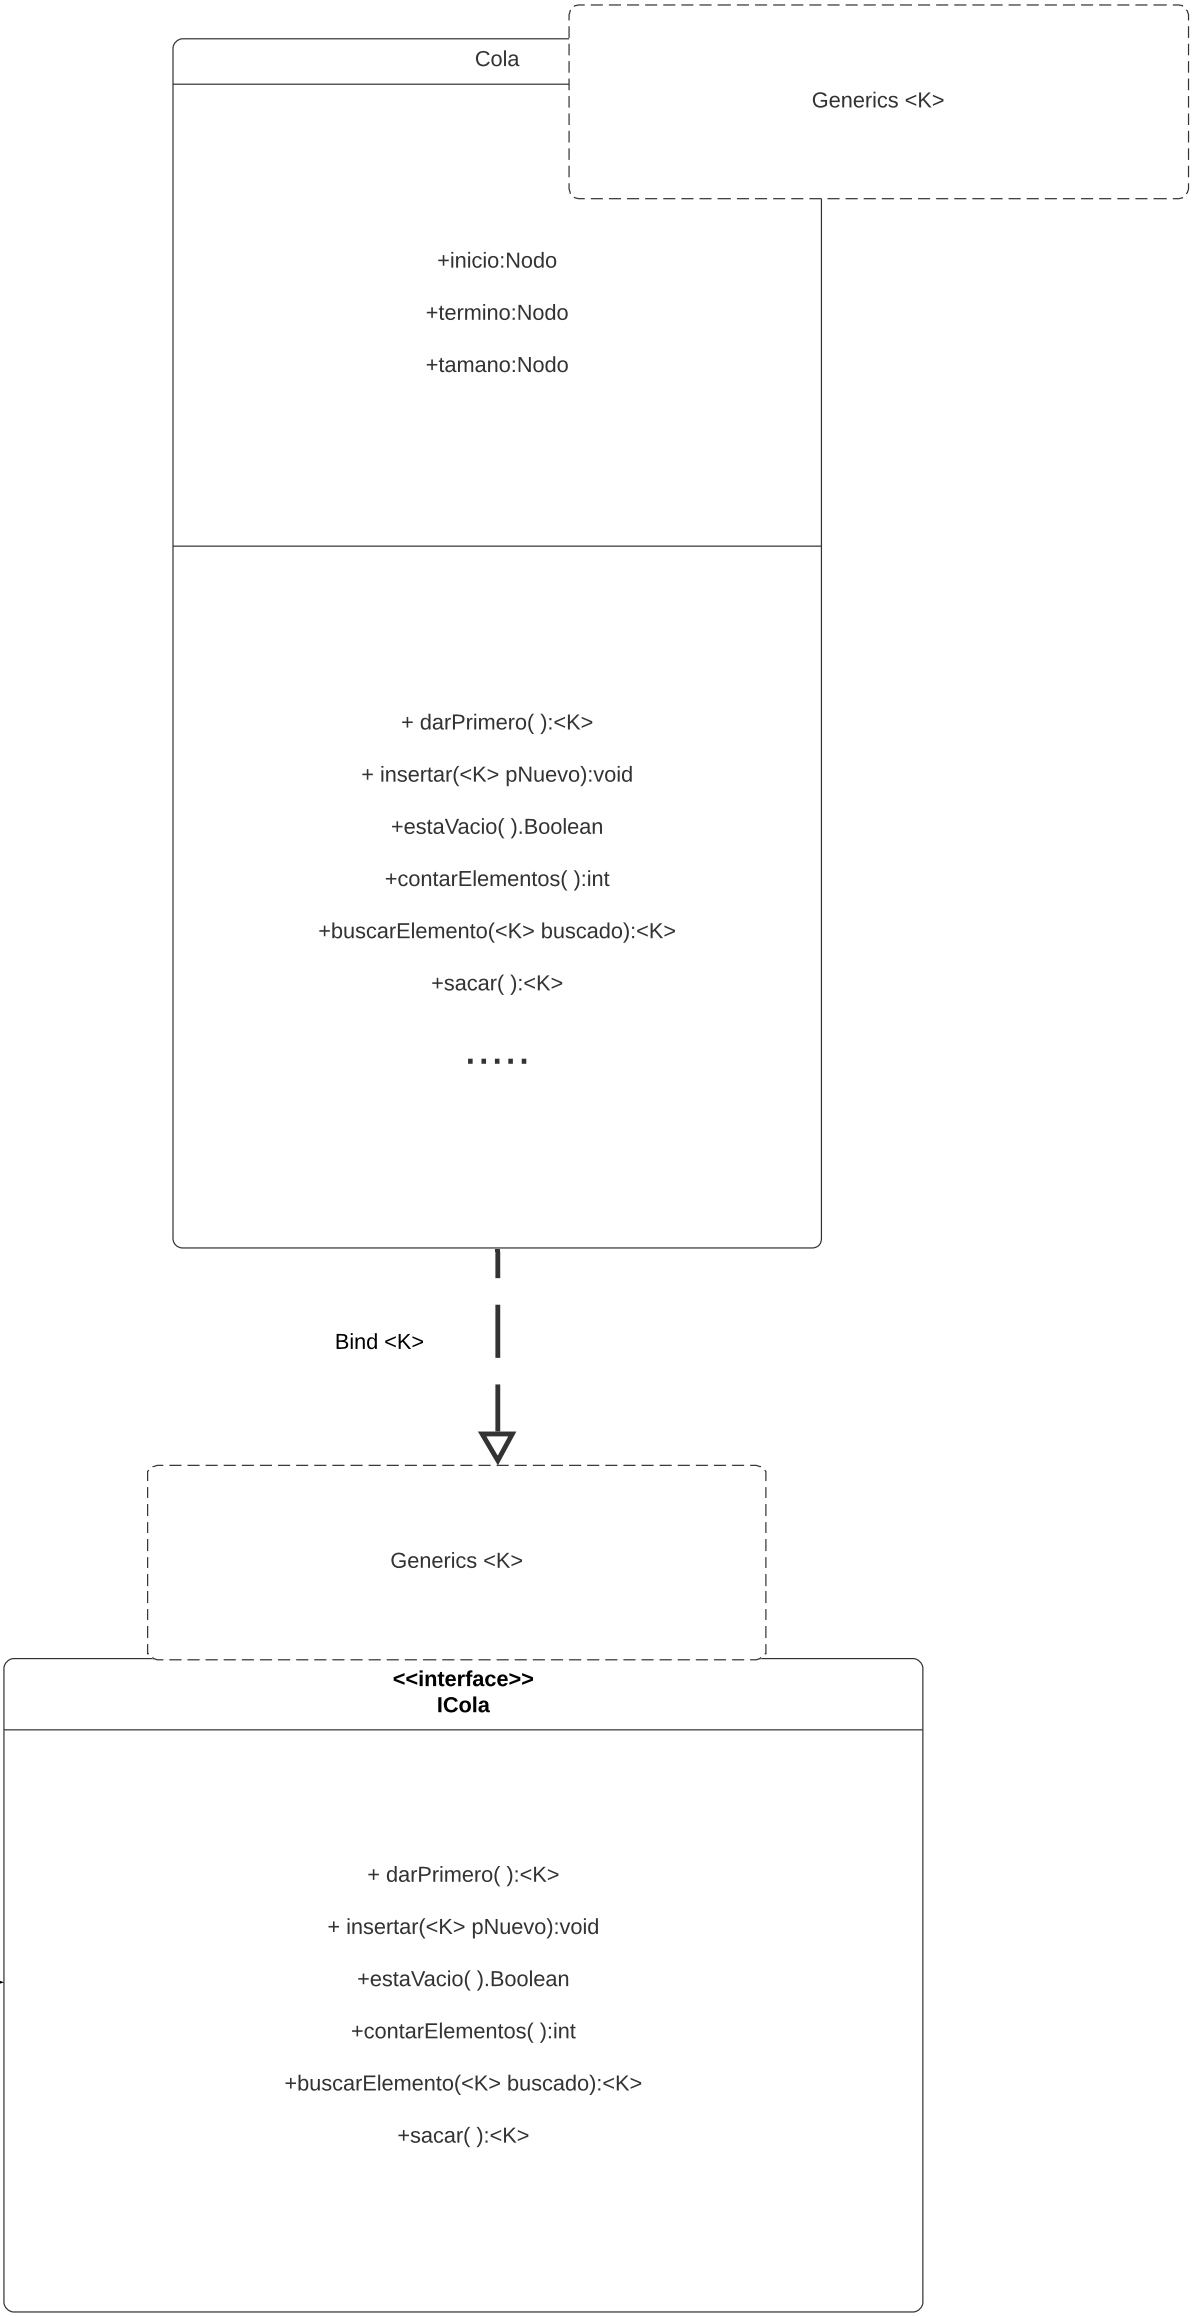 Cola
Generics <K>
+inicio:Nodo
+termino:Nodo
+tamano:Nodo
+ darPrimero( ):<K>
+ insertar(<K> pNuevo):void
+estaVacio( ).Boolean
+contarElementos( ):int
+buscarElemento(<K> buscado):<K>
+sacar( ):<K>
.....
Bind <K>
Generics <K>
<<interface>>
ICola
+ darPrimero( ):<K>
+ insertar(<K> pNuevo):void
+estaVacio( ).Boolean
+contarElementos( ):int
+buscarElemento(<K> buscado):<K>
+sacar( ):<K>